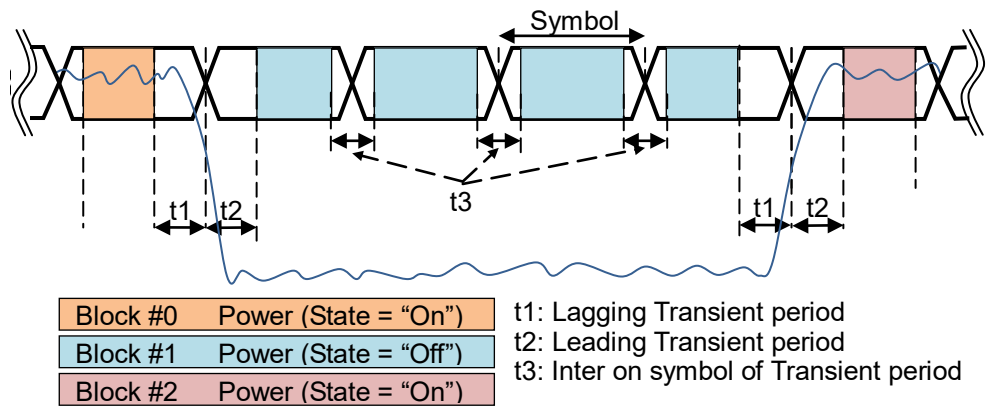 Symbol
t3
t1 t2
t1 t2
Block #0 Power (State = “On”)
Block #1 Power (State = “Off”)
Block #2 Power (State = “On”)
t1: Lagging Transient period
t2: Leading Transient period
t3: Inter on symbol of Transient period